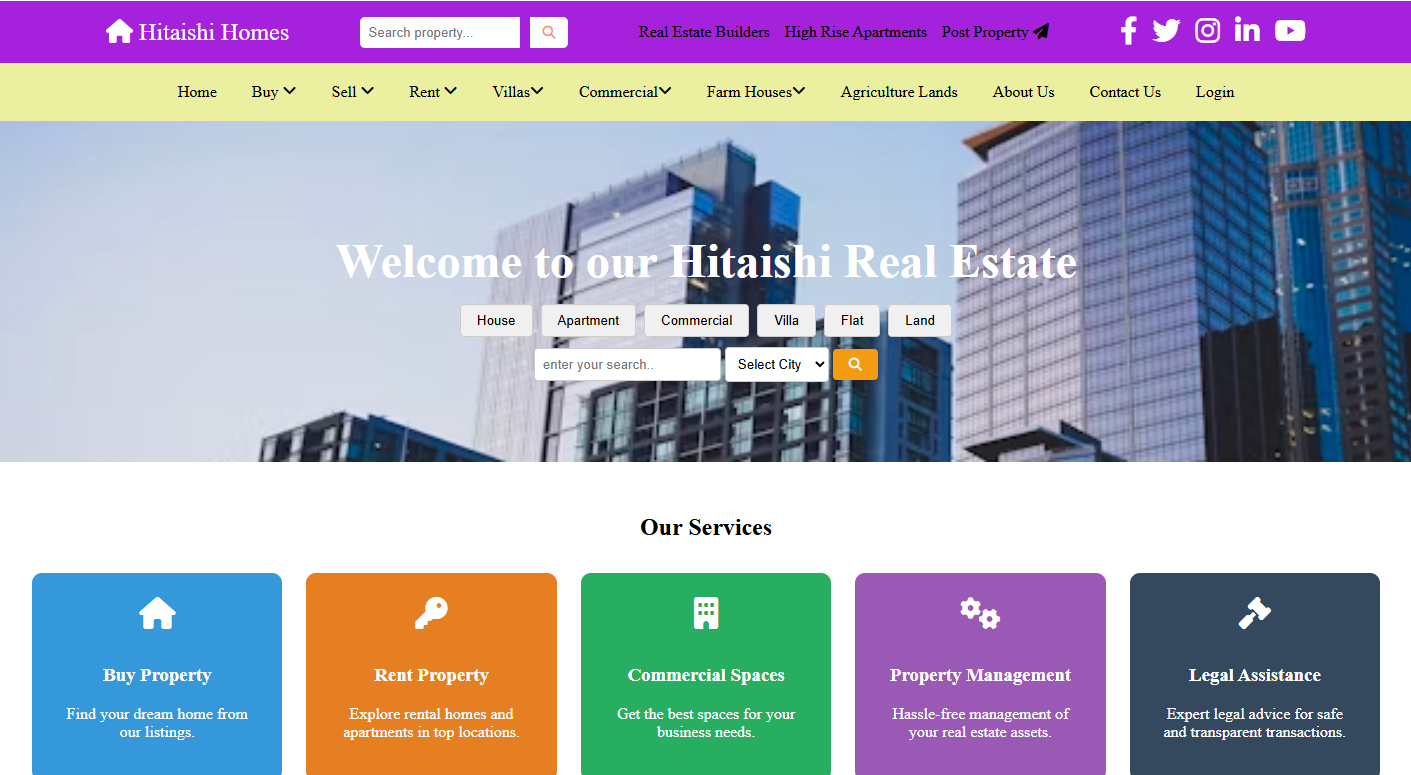 Hitaishi Homes
Search property...
Real Estate Builders High Rise Apartments Post Property
Home Buy Sell Rent Villas Commercial Farm Houses Agriculture Lands About Us Contact Us Login
Welcome to our Hitaishi Real Estate
House Apartment Commercial Villa Flat Land
enter your search.. Select City
Our Services
Buy Property
Find your dream home from
our listings.
Rent Property
Explore rental homes and
apartments in top locations.
Commercial Spaces
Get the best spaces for your
business needs.
Property Management
Hassle-free management of
your real estate assets.
Legal Assistance
Expert legal advice for safe
and transparent transactions.